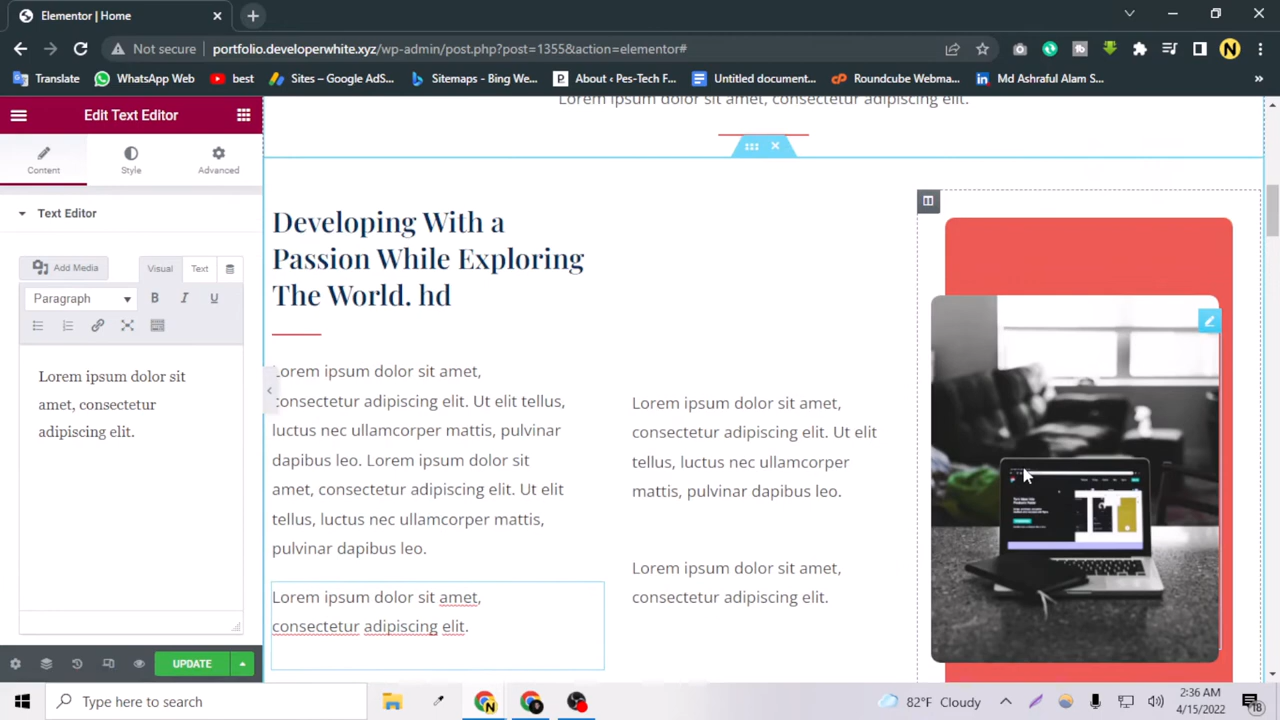 Elementor | Home
Not secure
portfolio.developerwhite.xyz/wp-admin/post.php?post=1355&action=elementor#
N
Translate
WhatsApp Web
best
Sites – Google AdS...
Sitemaps - Bing We...
About ‹ Pes-Tech F...
Untitled document...
Roundcube Webma...
Md Ashraful Alam S...
»
Edit Text Editor
Content
Style
Advanced
Text Editor
Add Media
Visual
Text
Paragraph
B
I
U
Lorem ipsum dolor sit
amet, consectetur
adipiscing elit.
UPDATE
Lorem ipsum dolor sit amet, consectetur adipiscing elit.
Developing With a
Passion While Exploring
The World. hd
Lorem ipsum dolor sit amet,
consectetur adipiscing elit. Ut elit tellus,
luctus nec ullamcorper mattis, pulvinar
dapibus leo. Lorem ipsum dolor sit
amet, consectetur adipiscing elit. Ut elit
tellus, luctus nec ullamcorper mattis,
pulvinar dapibus leo.
Lorem ipsum dolor sit amet,
consectetur adipiscing elit.
Lorem ipsum dolor sit amet,
consectetur adipiscing elit. Ut elit
tellus, luctus nec ullamcorper
mattis, pulvinar dapibus leo.
Lorem ipsum dolor sit amet,
consectetur adipiscing elit.
Type here to search
82°F Cloudy
2:36 AM
4/15/2022
18